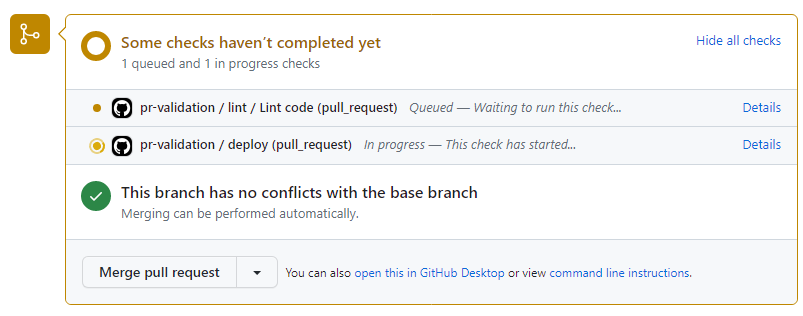 Some checks haven’t completed yet
Hide all checks
1 queued and 1 in progress checks
pr-validation / lint / Lint code (pull_request) Queued — Waiting to run this check... Details
pr-validation / deploy (pull_request) In progress — This check has started... Details
This branch has no conflicts with the base branch
Merging can be performed automatically.
Merge pull request You can also open this in GitHub Desktop or view command line instructions.